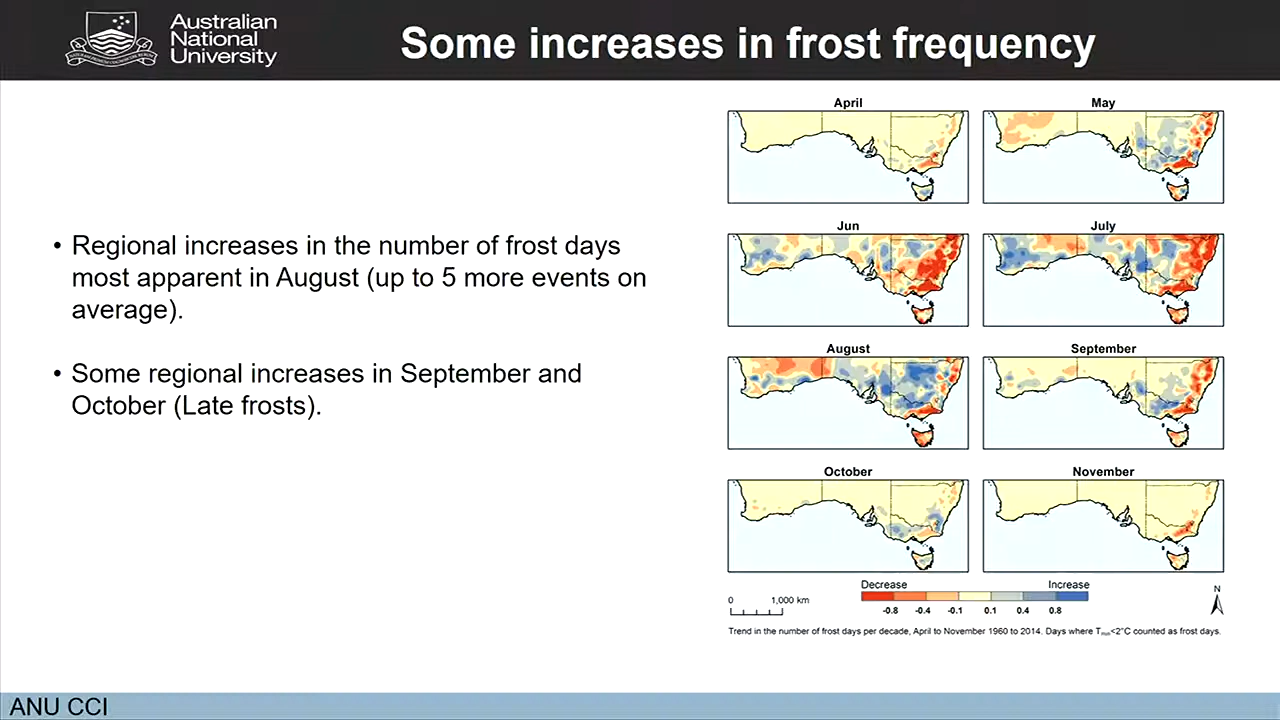 Australian
National
University
Some increases in frost frequency
• Regional increases in the number of frost days
most apparent in August (up to 5 more events on
average).
• Some regional increases in September and
October (Late frosts).
April
May
Jun
July
August
September
October
November
Decrease
Increase
-0.8 -0.4 -0.1 0.1 0.4 0.8
0 1,000 km
N
Trend in the number of frost days per decade, April to November 1960 to 2014. Days where Tmin<2°C counted as frost days.
ANU CCI